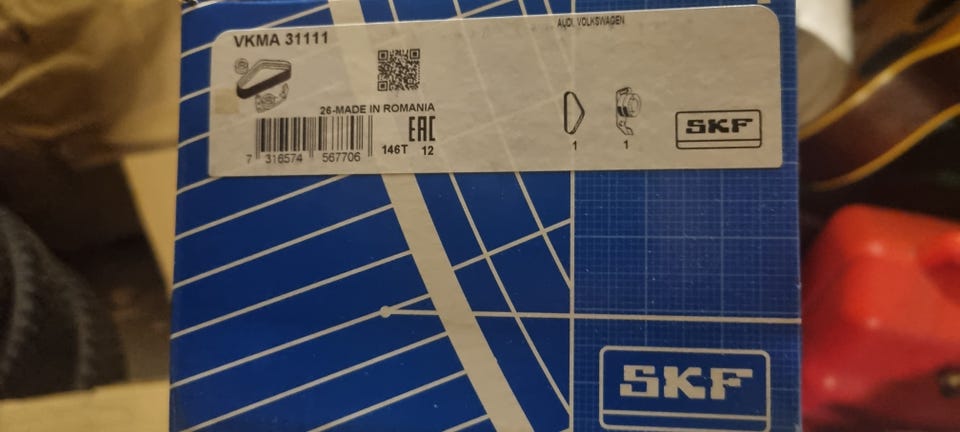 AUDI, VOLKSWAGEN
VKMA 31111
26-MADE IN ROMANIA
EAC
7 316574 567706
146T 12
1 1
SKF
SKF